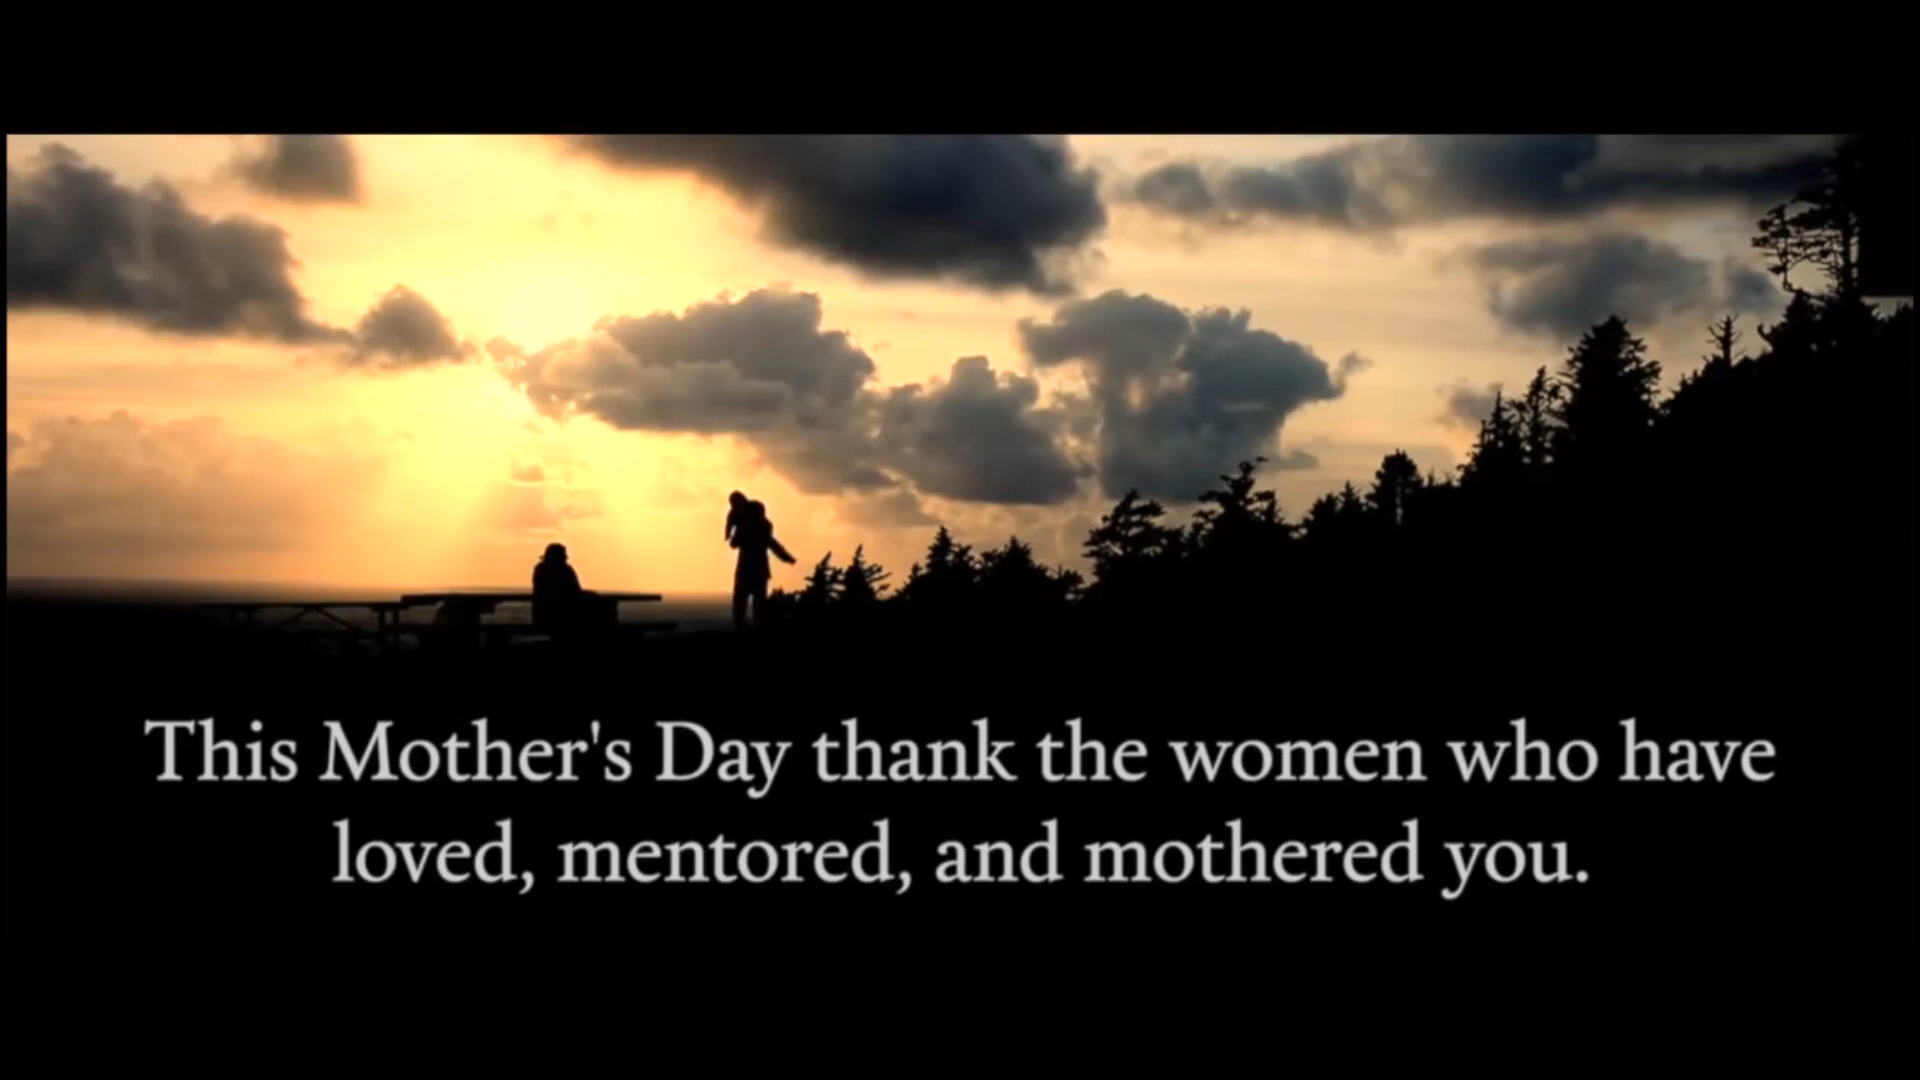 This Mother's Day thank the women who have
loved, mentored, and mothered you.